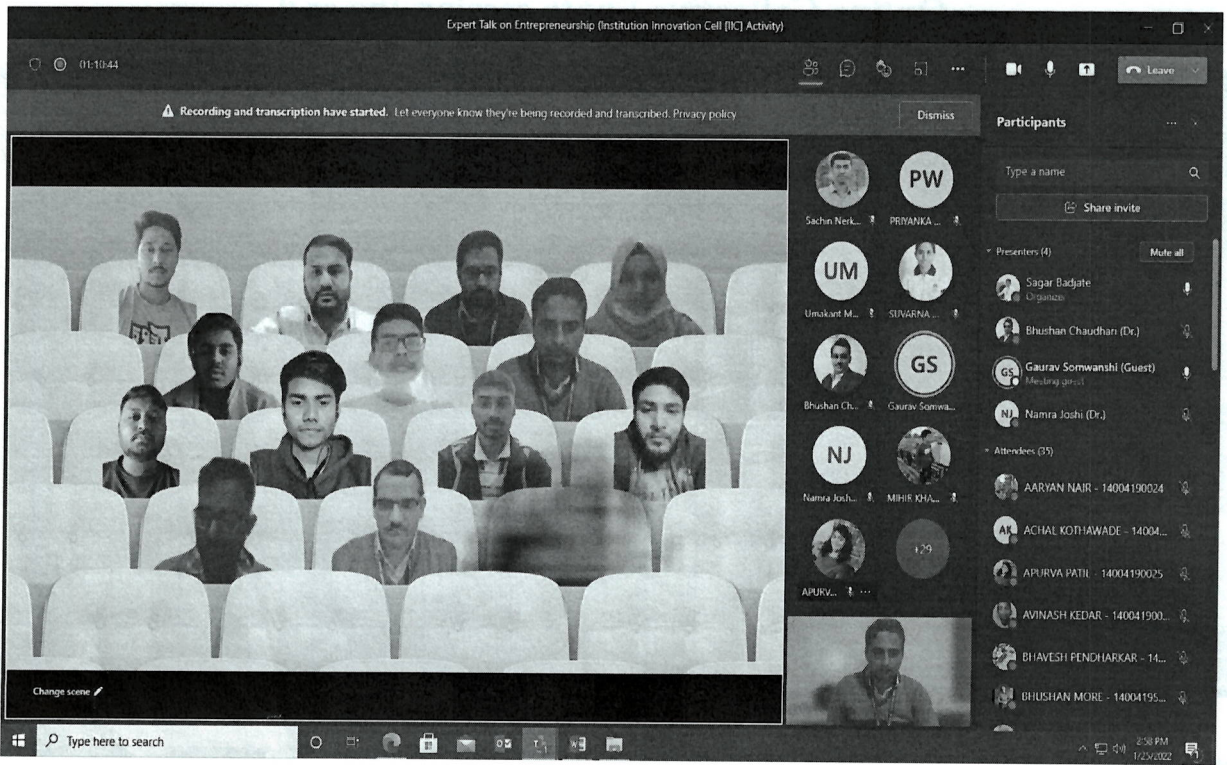 Expert Talk on Entrepreneurship (Institution Innovation Cell [IIC] Activity)
01:10:44
Leave
Recording and transcription have started. Let everyone know they're being recorded and transcribed. Privacy policy
Dismiss
Participants
Type a name
Share invite
Presenters (4)
Mute all
Sagar Badjate
Organizer
Bhushan Chaudhari (Dr.)
GS
Gaurav Somwanshi (Guest)
Meeting guest
NJ
Namra Joshi (Dr.)
Attendees (35)
AARYAN NAIR - 14004190024
AK
ACHAL KOTHAWADE - 14004...
APURVA PATIL - 14004190025
AVINASH KEDAR - 140041900...
BHAVESH PENDHARKAR - 14...
BHUSHAN MORE - 14004195...
PW
Sachin Nerk...
PRIYANKA ...
UM
Umakant M...
SUVARNA ...
GS
Bhushan Ch...
Gaurav Somwa...
NJ
Namra Josh...
MIHIR KHA...
+29
APURV...
Change scene
Type here to search
2:58 PM
1/25/2022